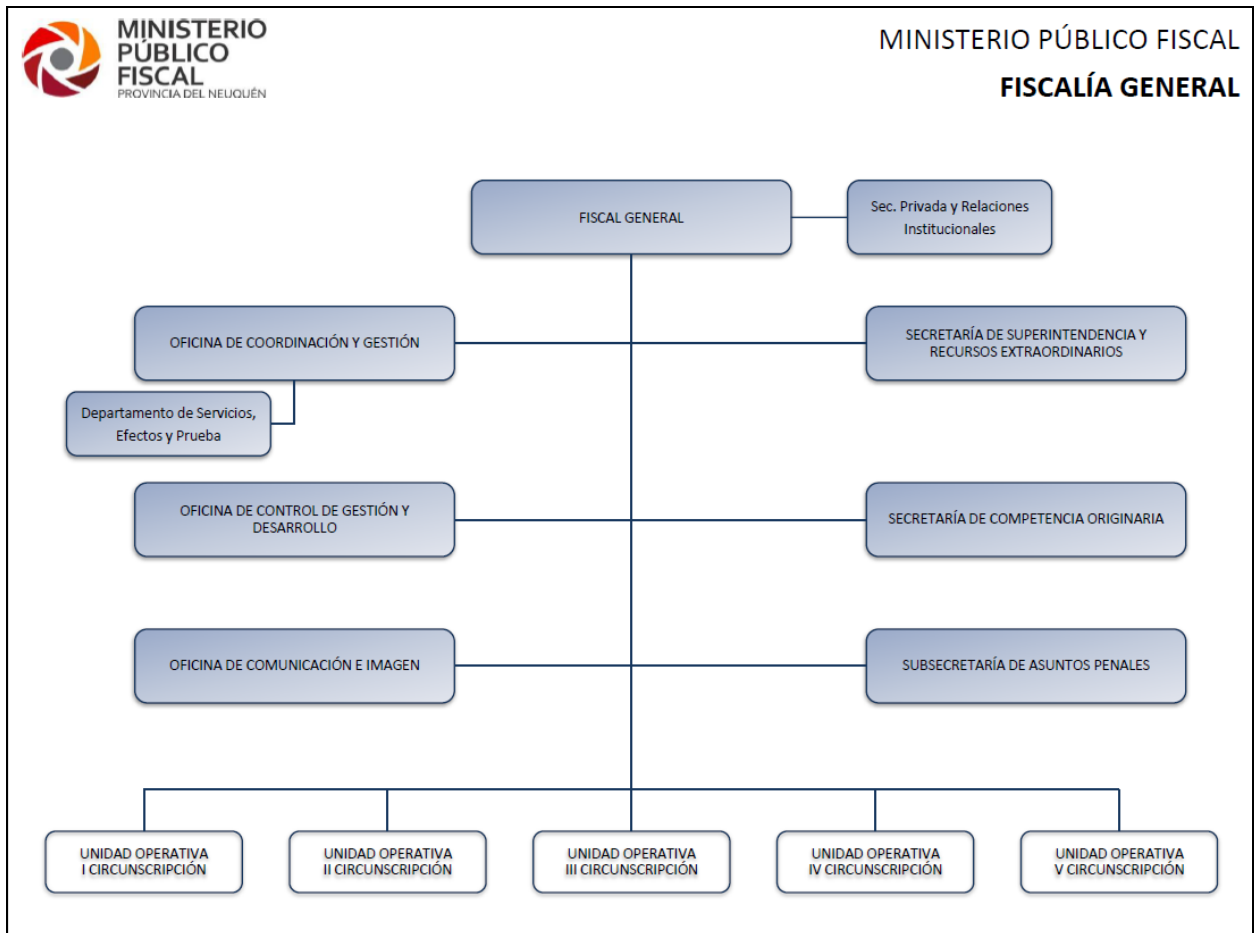 MINISTERIO
PÚBLICO
FISCAL
PROVINCIA DEL NEUQUÉN
MINISTERIO PÚBLICO FISCAL
FISCALÍA GENERAL
FISCAL GENERAL
Sec. Privada y Relaciones
Institucionales
OFICINA DE COORDINACIÓN Y GESTIÓN
SECRETARÍA DE SUPERINTENDENCIA Y
RECURSOS EXTRAORDINARIOS
Departamento de Servicios,
Efectos y Prueba
OFICINA DE CONTROL DE GESTIÓN Y
DESARROLLO
SECRETARÍA DE COMPETENCIA ORIGINARIA
OFICINA DE COMUNICACIÓN E IMAGEN
SUBSECRETARÍA DE ASUNTOS PENALES
UNIDAD OPERATIVA
I CIRCUNSCRIPCIÓN
UNIDAD OPERATIVA
II CIRCUNSCRIPCIÓN
UNIDAD OPERATIVA
III CIRCUNSCRIPCIÓN
UNIDAD OPERATIVA
IV CIRCUNSCRIPCIÓN
UNIDAD OPERATIVA
V CIRCUNSCRIPCIÓN